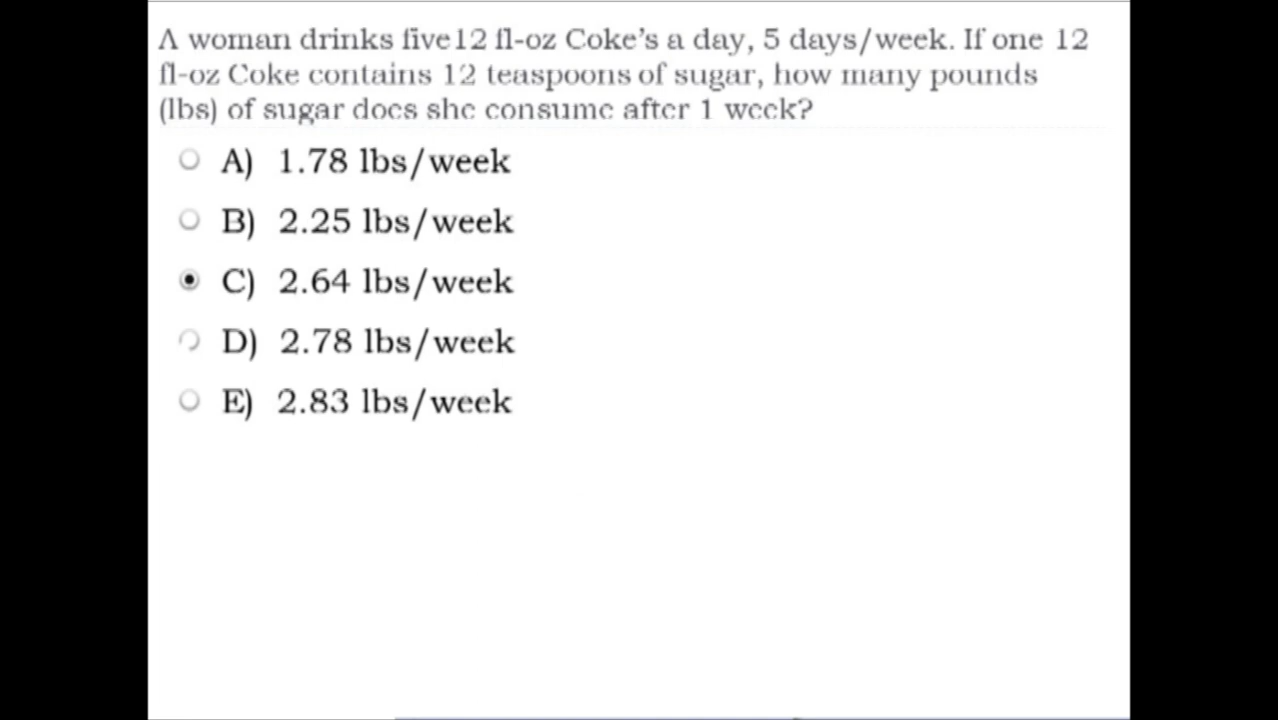 A woman drinks five12 fl-oz Coke's a day, 5 days/week. If one 12
fl-oz Coke contains 12 teaspoons of sugar, how many pounds
(lbs) of sugar does she consume after 1 week?
A) 1.78 lbs/week
B) 2.25 lbs/week
C) 2.64 lbs/week
D) 2.78 lbs/week
E) 2.83 lbs/week